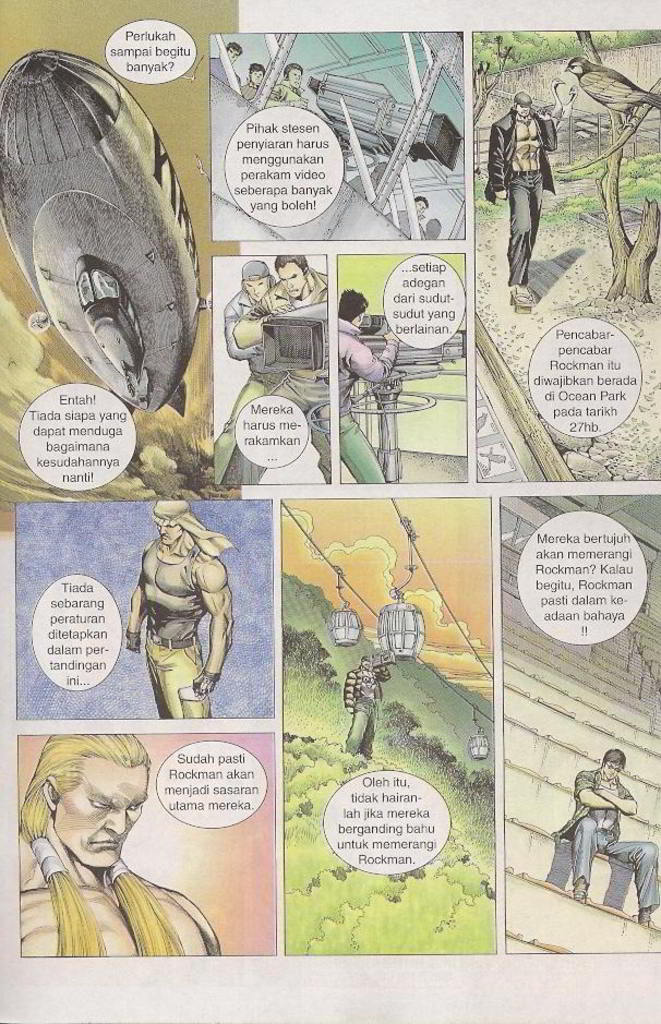 Perlukah
sampai begitu
banyak?
Pihak stesen
penyiaran harus
menggunakan
perakam video
seberapa banyak
yang boleh!
Entah!
Tiada siapa yang
dapat menduga
bagaimana
kesudahannya
nanti!
Mereka
harus me-
rakamkan
...
...setiap
adegan
dari sudut-
sudut yang
berlainan.
Pencabar-
pencabar
Rockman itu
diwajibkan berada
di Ocean Park
pada tarikh
27hb.
Tiada
sebarang
peraturan
ditetapkan
dalam per-
tandingan
ini...
Sudah pasti
Rockman akan
menjadi sasaran
utama mereka.
Oleh itu,
tidak hairan-
lah jika mereka
berganding bahu
untuk memerangi
Rockman.
Mereka bertujuh
akan memerangi
Rockman? Kalau
begitu, Rockman
pasti dalam ke-
adaan bahaya
!!